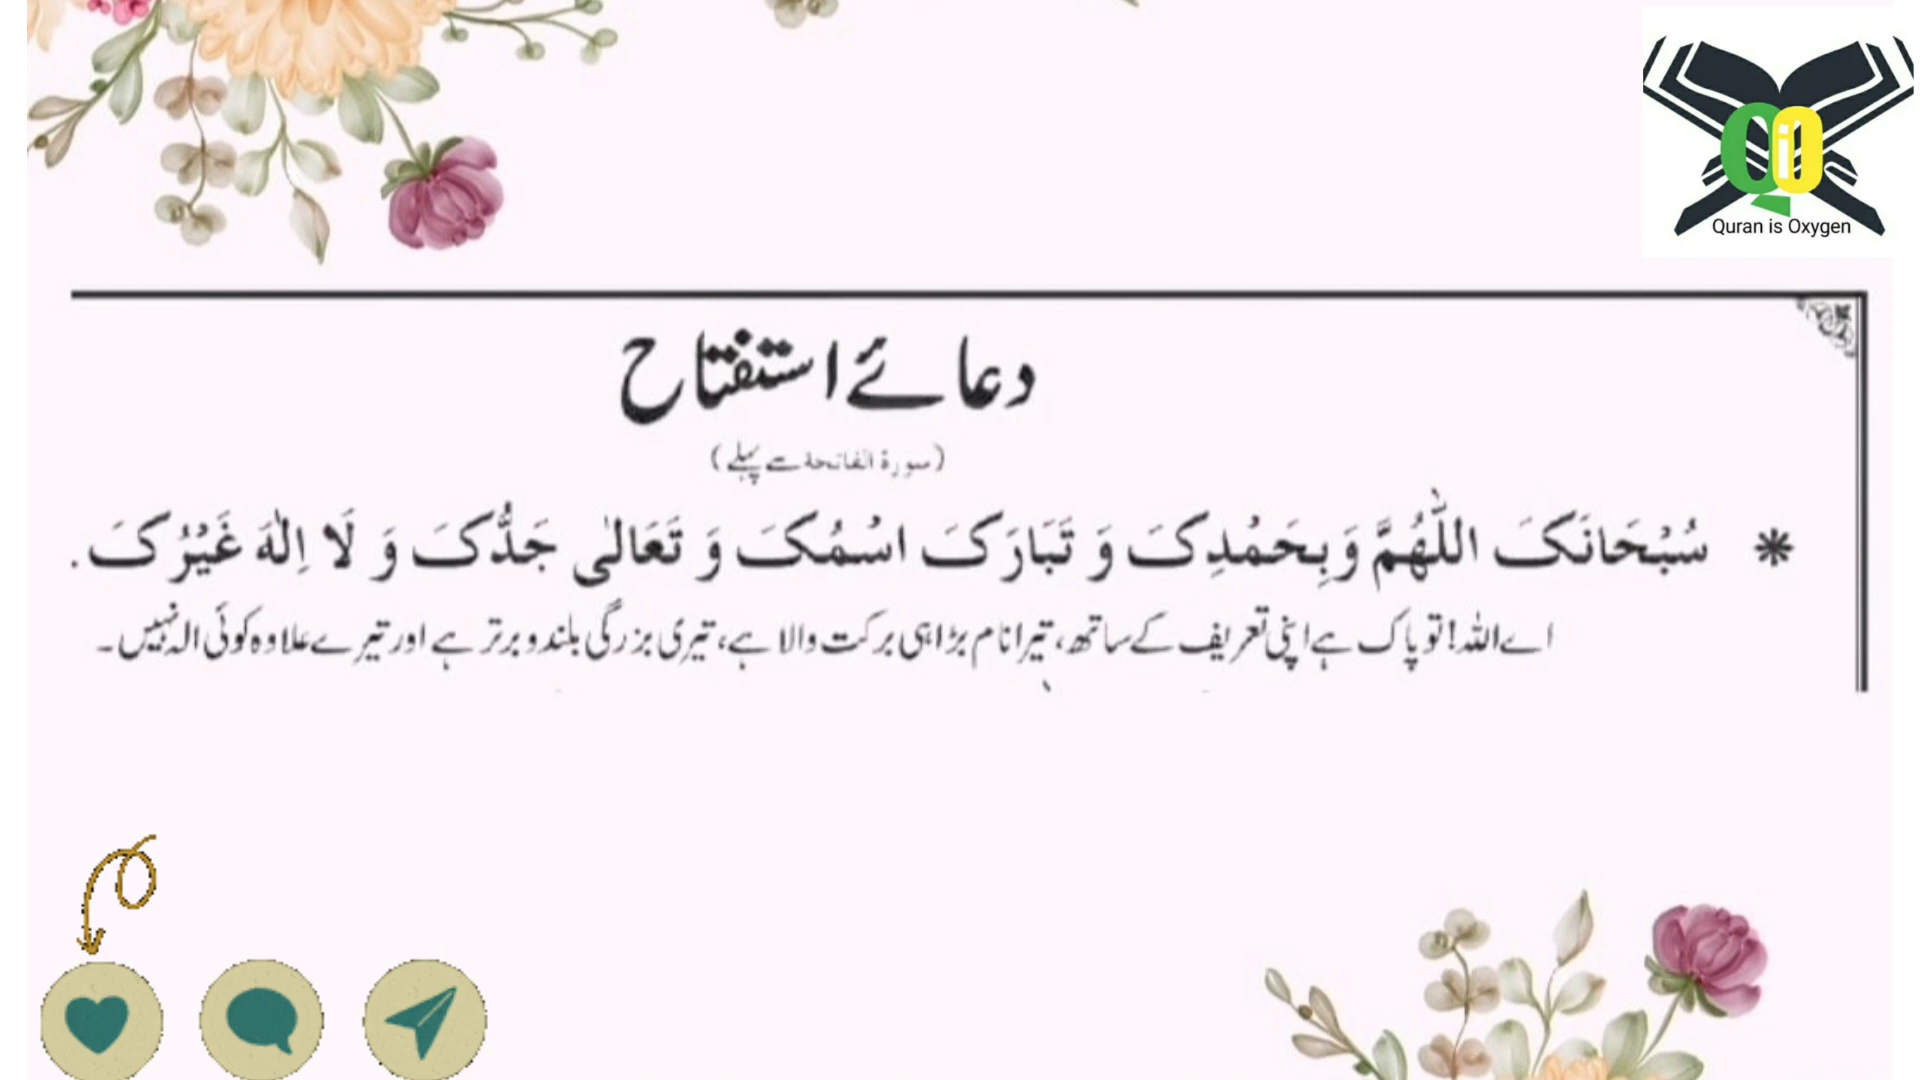 Quran is Oxygen
دعائے استفتاح
(سورۃ الفاتحۃ سے پہلے)
* سُبْحَانَکَ اللّٰهُمَّ وَبِحَمْدِکَ وَ تَبَارَکَ اسْمُکَ وَ تَعَالٰی جَدُّکَ وَ لَا اِلٰهَ غَیْرُکَ.
اے اللہ! تو پاک ہے اپنی تعریف کے ساتھ، تیرا نام بڑا ہی برکت والا ہے، تیری بزرگی بلند و برتر ہے اور تیرے علاوہ کوئی الہ نہیں۔